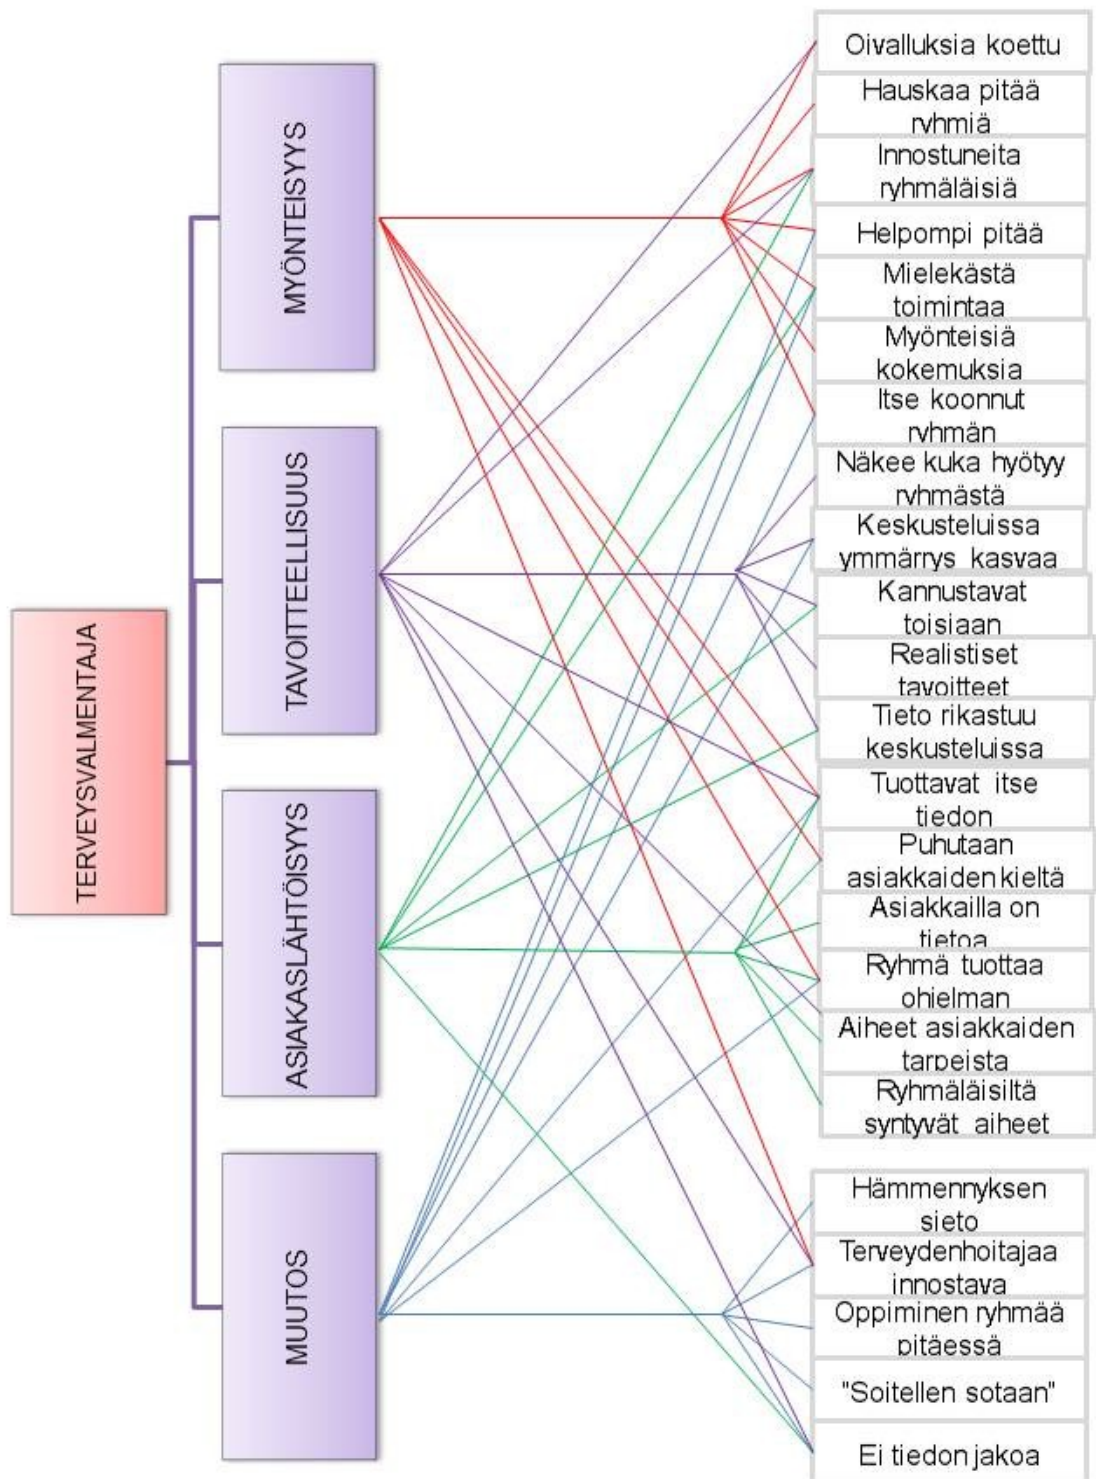 TERVEYSVALMENTAJA
MYÖNTEISYYS
TAVOITTEELLISUUS
ASIAKASLÄHTÖISYYS
MUUTOS
Oivalluksia koettu
Hauskaa pitää
ryhmiä
Innostuneita
ryhmäläisiä
Helpompi pitää
Mielekästä
toimintaa
Myönteisiä
kokemuksia
Itse koonnut
ryhmän
Näkee kuka hyötyy
ryhmästä
Keskusteluissa
ymmärrys kasvaa
Kannustavat
toisiaan
Realistiset
tavoitteet
Tieto rikastuu
keskusteluissa
Tuottavat itse
tiedon
Puhutaan
asiakkaiden kieltä
Asiakkailla on
tietoa
Ryhmä tuottaa
ohjelman
Aiheet asiakkaiden
tarpeista
Ryhmäläisiltä
syntyvät aiheet
Hämmennyksen
sieto
Terveydenhoitajaa
innostava
Oppiminen ryhmää
pitäessä
"Soitellen sotaan"
Ei tiedon jakoa